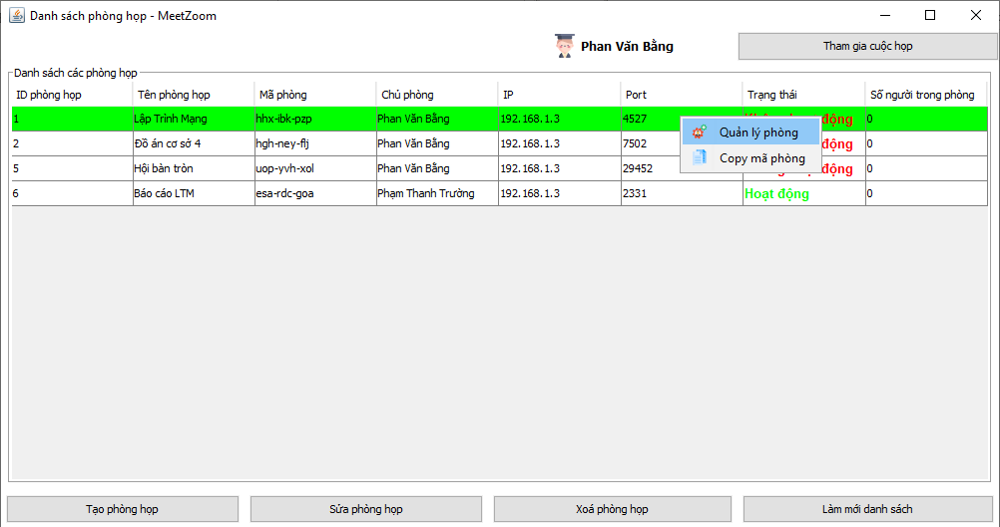 Danh sách phòng họp - MeetZoom
Phan Văn Bằng
Tham gia cuộc họp
Danh sách các phòng họp
ID phòng họp Tên phòng họp Mã phòng Chủ phòng IP Port Trạng thái Số người trong phòng
1 Lập Trình Mạng hhx-ibk-pzp Phan Văn Bằng 192.168.1.3 4527 động 0
2 Đồ án cơ sở 4 hgh-ney-flj Phan Văn Bằng 192.168.1.3 7502 động 0
5 Hội bàn tròn uop-yvh-xol Phan Văn Bằng 192.168.1.3 29452 động 0
6 Báo cáo LTM esa-rdc-goa Phạm Thanh Trường 192.168.1.3 2331 Hoạt động 0
Quản lý phòng
Copy mã phòng
Tạo phòng họp
Sửa phòng họp
Xoá phòng họp
Làm mới danh sách